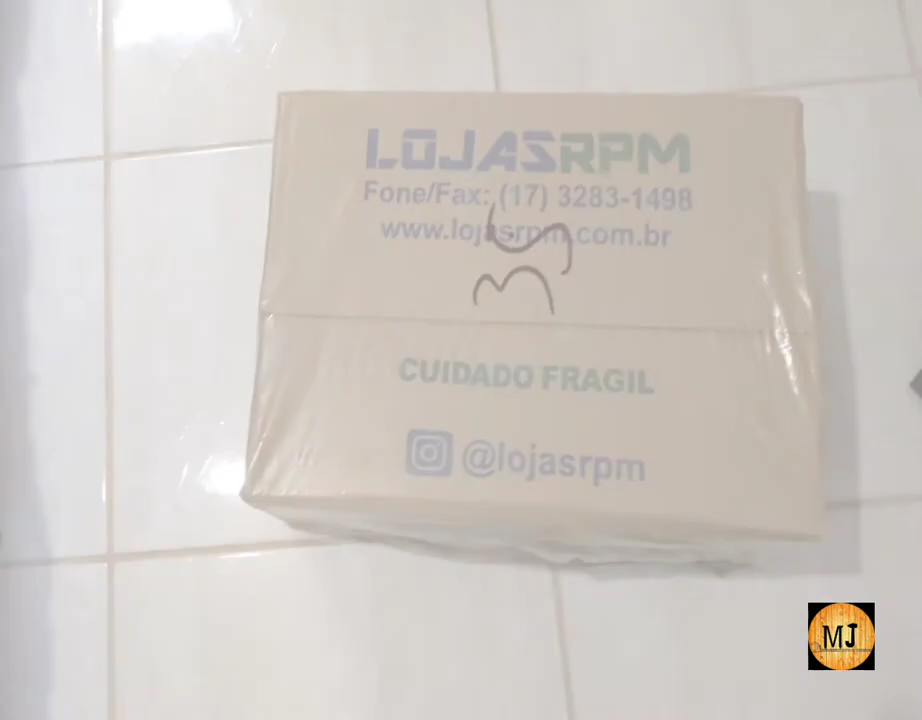 LOJASRPM
Fone/Fax: (17) 3283-1498
www.lojasrpm.com.br
CUIDADO FRAGIL
@lojasrpm
MJ